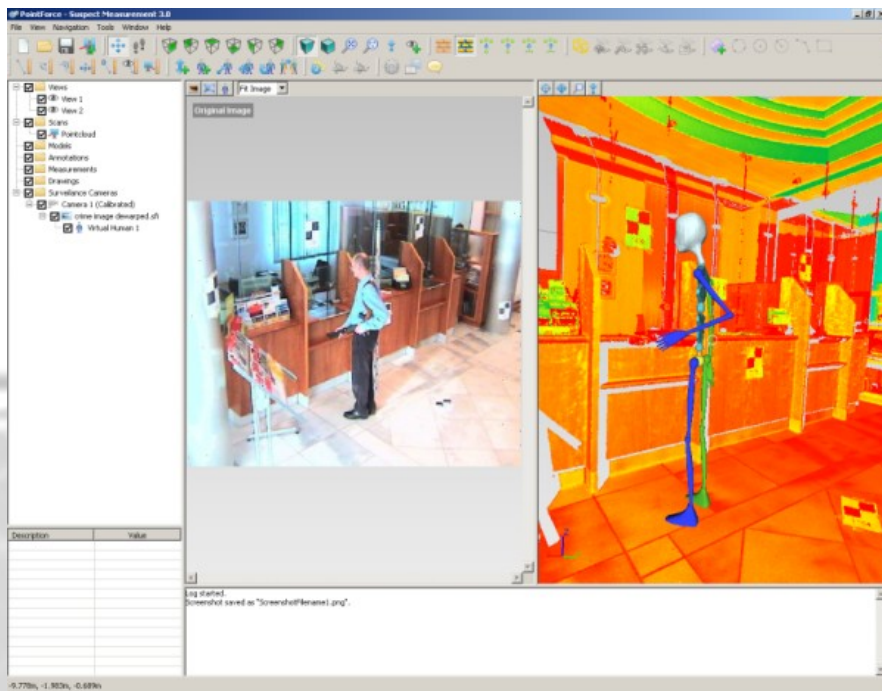 PointForce - Suspect Measurement 3.0
File View Navigation Tools Window Help
Views
View 1
View 2
Scans
Pointcloud
Models
Annotations
Measurements
Drawings
Surveillance Cameras
Camera 1 (Calibrated)
crime image dewarped.sfi
Virtual Human 1
Fit Image
Original Image
Description Value
Log started.
Screenshot saved as "ScreenshotFilename1.png".
-9.778m, -1.983m, -0.689m